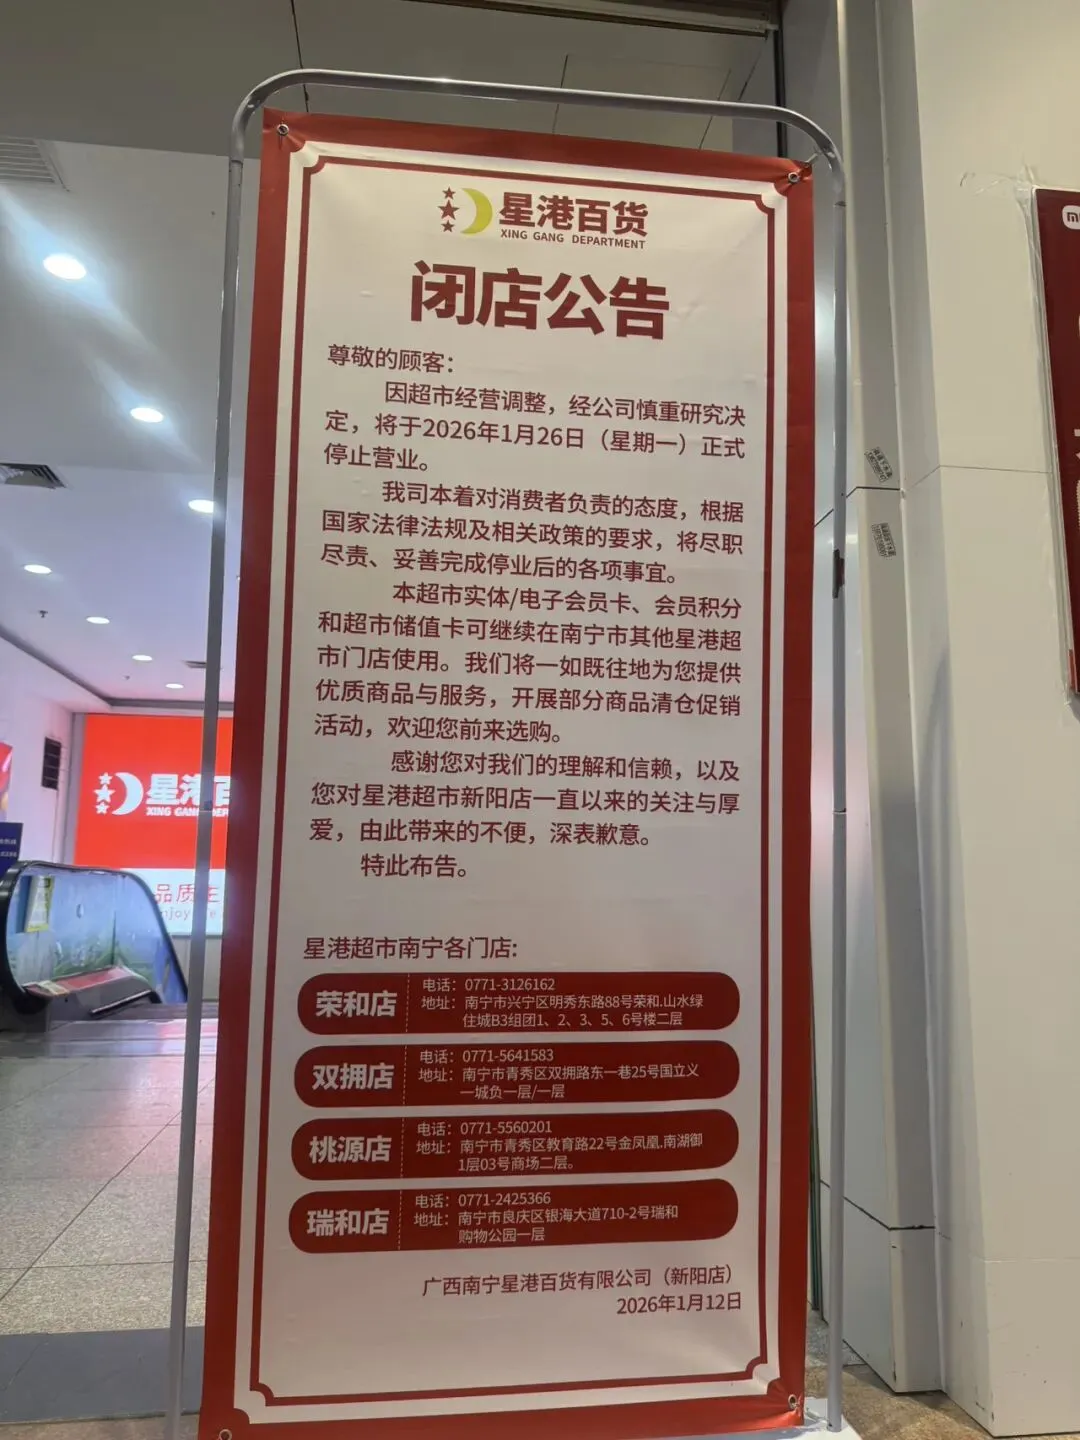 星港百货
XING GANG DEPARTMENT
闭店公告
尊敬的顾客：
因超市经营调整，经公司慎重研究决
定，将于2026年1月26日（星期一）正式
停止营业。
我司本着对消费者负责的态度，根据
国家法律法规及相关政策的要求，将尽职
尽责、妥善完成停业后的各项事宜。
本超市实体/电子会员卡、会员积分
和超市储值卡可继续在南宁市其他星港超
市门店使用。我们将一如既往地为您提供
优质商品与服务，开展部分商品清仓促销
活动，欢迎您前来选购。
感谢您对我们的理解和信赖，以及
您对星港超市新阳店一直以来的关注与厚
爱，由此带来的不便，深表歉意。
特此布告。
星港超市南宁各门店:
荣和店
电话：0771-3126162
地址：南宁市兴宁区明秀东路88号荣和.山水绿
住城B3组团1、2、3、5、6号楼二层
双拥店
电话：0771-5641583
地址：南宁市青秀区双拥路东一巷25号国立义
一城负一层/一层
桃源店
电话：0771-5560201
地址：南宁市青秀区教育路22号金凤凰.南湖御
1层03号商场二层。
瑞和店
电话：0771-2425366
地址：南宁市良庆区银海大道710-2号瑞和
购物公园一层
广西南宁星港百货有限公司（新阳店）
2026年1月12日
星港百
XING GANG DEP
品质生
njoy